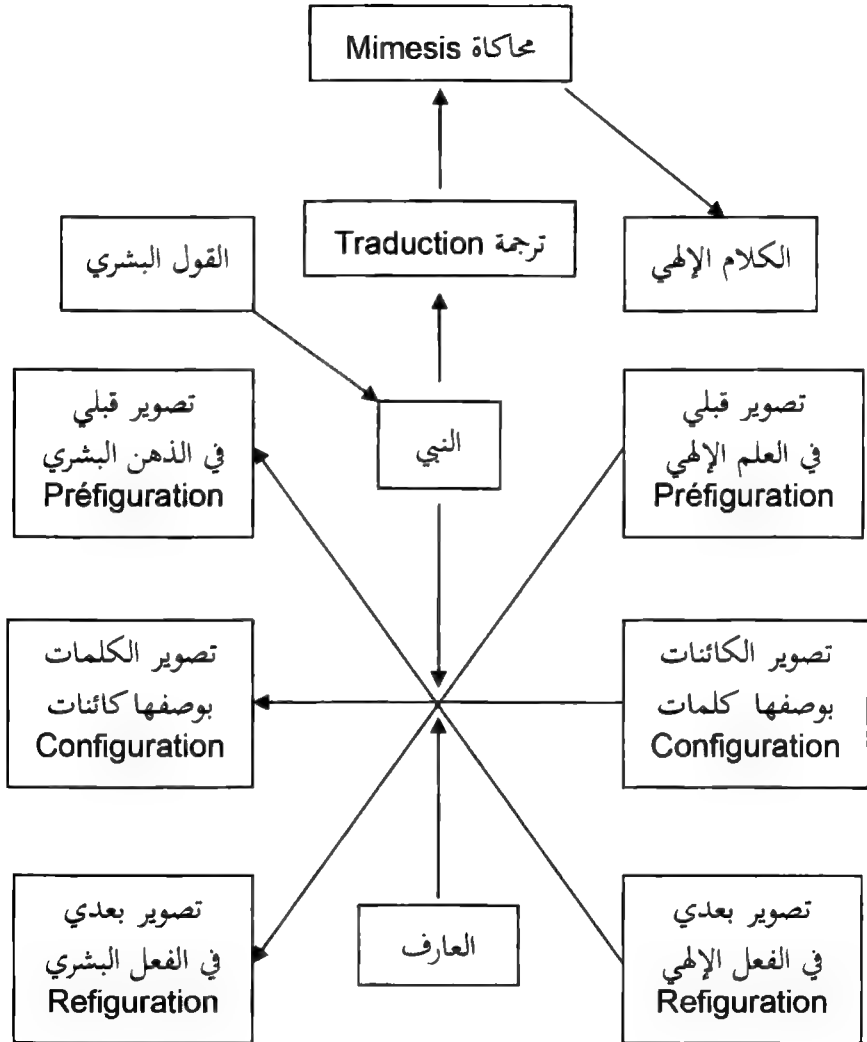 محاكاة Mimesis
ترجمة Traduction
الكلام الإلهي
القول البشري
النبي
تصوير قبلي
في العلم الإلهي
Préfiguration
تصوير قبلي
في الذهن البشري
Préfiguration
تصوير الكائنات
بوصفها كلمات
Configuration
تصوير الكلمات
بوصفها كائنات
Configuration
تصوير بعدي
في الفعل الإلهي
Refiguration
العارف
تصوير بعدي
في الفعل البشري
Refiguration